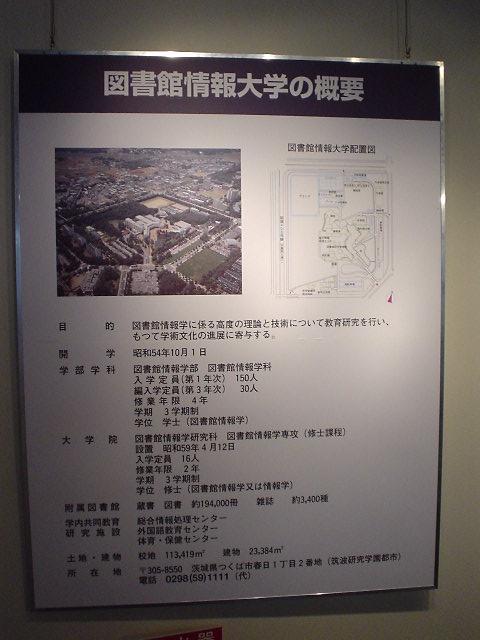 図書館情報大学の概要
図書館情報大学配置図
目的 図書館情報学に係る高度の理論と技術について教育研究を行い、
もつて学術文化の進展に寄与する。
開学 昭和54年10月1日
学部学科 図書館情報学部 図書館情報学科
入学定員(第1年次) 150人
編入学定員(第3年次) 30人
修業年限 4年
学期 3学期制
学位 学士(図書館情報学)
大学院 図書館情報学研究科 図書館情報学専攻(修士課程)
設置 昭和59年4月12日
入学定員 16人
修業年限 2年
学期 3学期制
学位 修士(図書館情報学又は情報学)
附属図書館 蔵書 図書 約194,000冊 雑誌 約3,400種
学内共同教育 総合情報処理センター
研究施設 外国語教育センター
体育・保健センター
土地・建物 校地 113,419㎡ 建物 23,384㎡
所在地 〒305-8550 茨城県つくば市春日1丁目2番地(筑波研究学園都市)
電話 0298(59)1111(代)